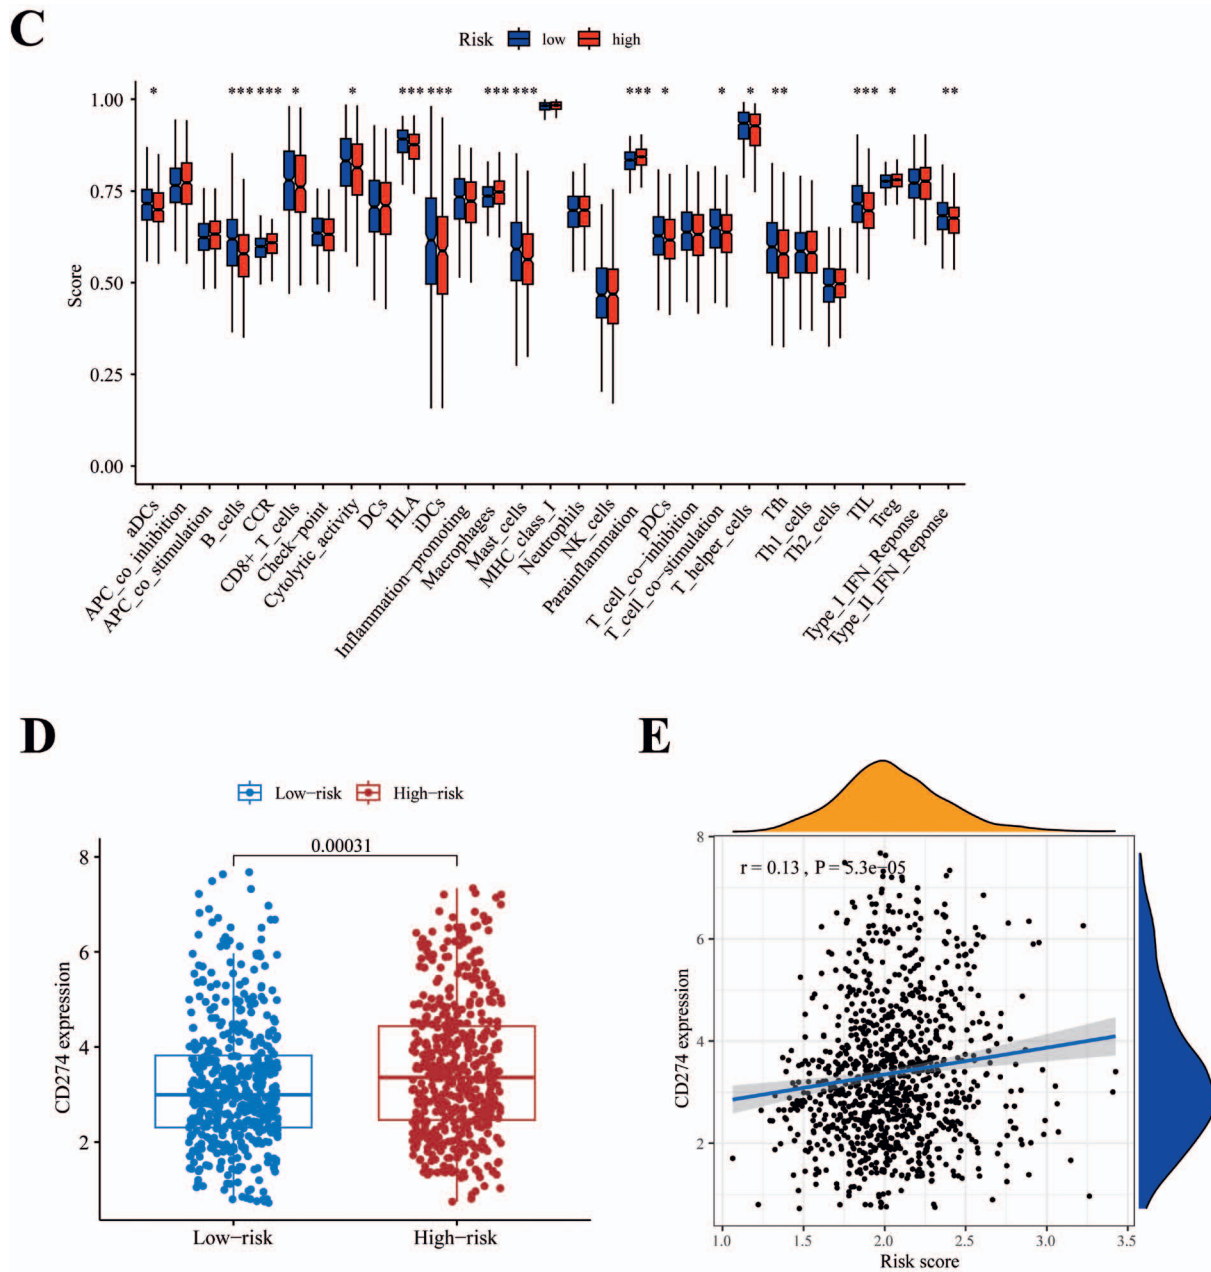 C
Risk low high
* *** *** * * *** *** *** *** *** * * * ** *** * **
1.00
0.75
0.50
0.25
0.00
Score
aDCs
APC_co_inhibition
APC_co_stimulation
B_cells
CCR
CD8+_T_cells
Check-point
Cytolytic_activity
DCs
HLA
iDCs
Inflammation-promoting
Macrophages
Mast_cells
MHC_class_I
Neutrophils
NK_cells
Parainflammation
pDCs
T_cell_co-inhibition
T_cell_co-stimulation
T_helper_cells
Tfh
Th1_cells
Th2_cells
TIL
Treg
Type_I_IFN_Reponse
Type_II_IFN_Reponse
D
Low-risk High-risk
0.00031
8
6
4
2
CD274 expression
Low-risk High-risk
E
r = 0.13 , P = 5.3e-05
8
6
4
2
CD274 expression
1.0 1.5 2.0 2.5 3.0 3.5
Risk score